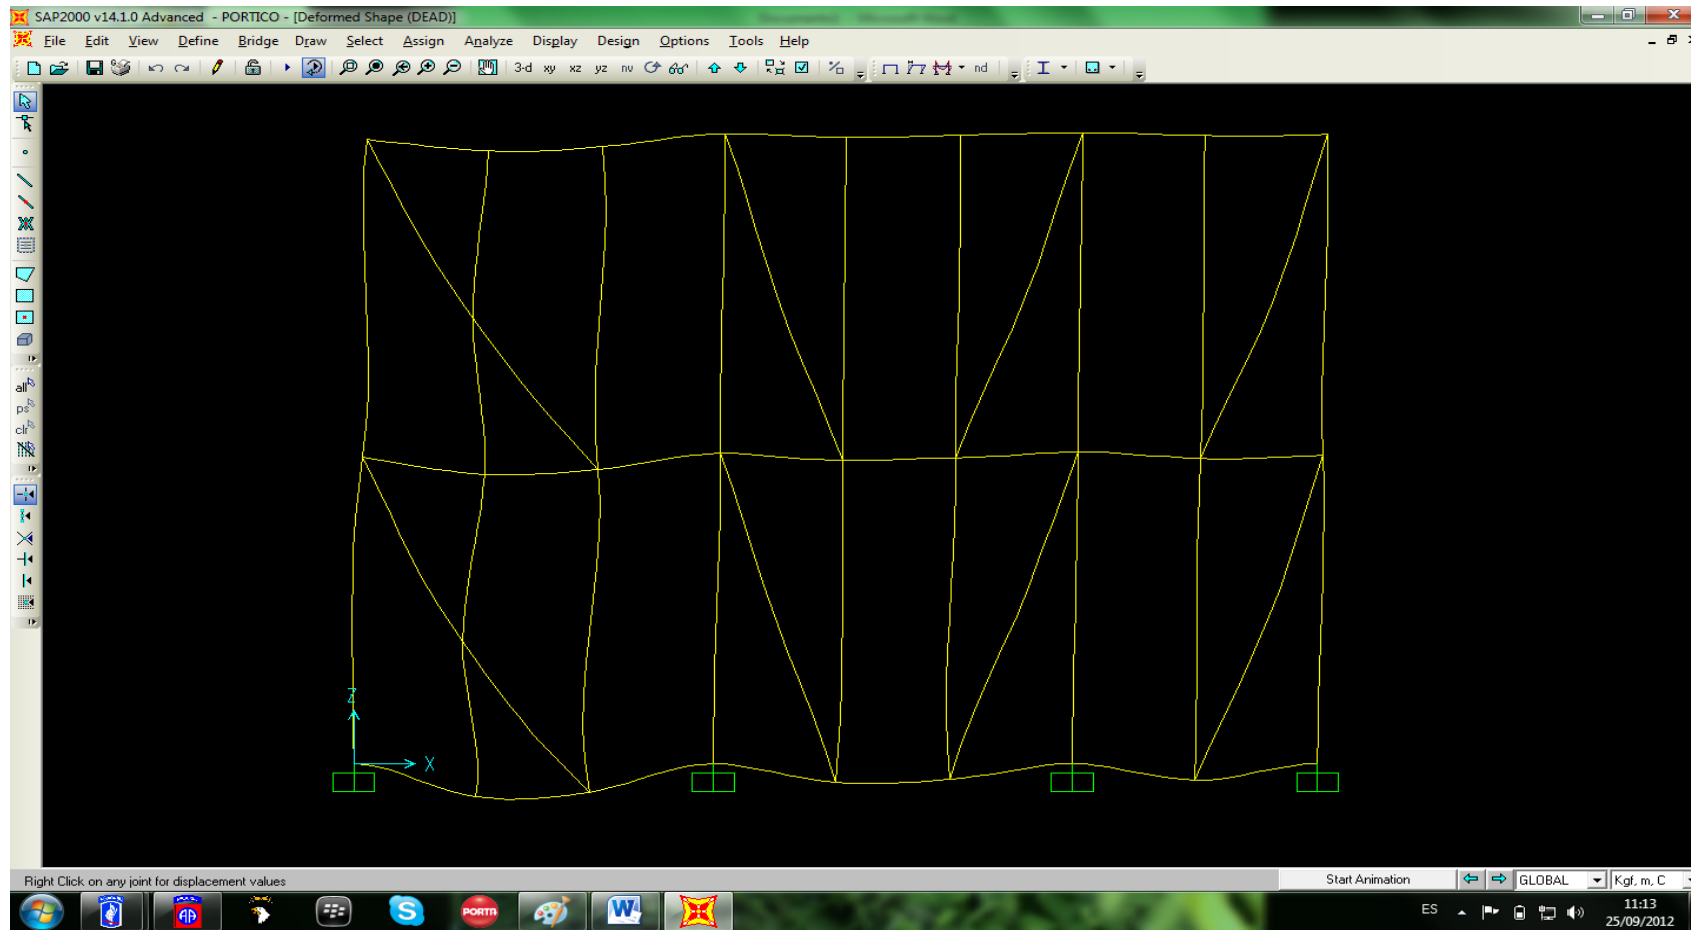 SAP2000 v14.1.0 Advanced - PORTICO - [Deformed Shape (DEAD)]
File Edit View Define Bridge Draw Select Assign Analyze Display Design Options Tools Help
3-d xy xz yz nv nd
all
ps
clr
Z
X
Right Click on any joint for displacement values
Start Animation
GLOBAL
Kgf, m, C
PORTA
ES
11:13
25/09/2012